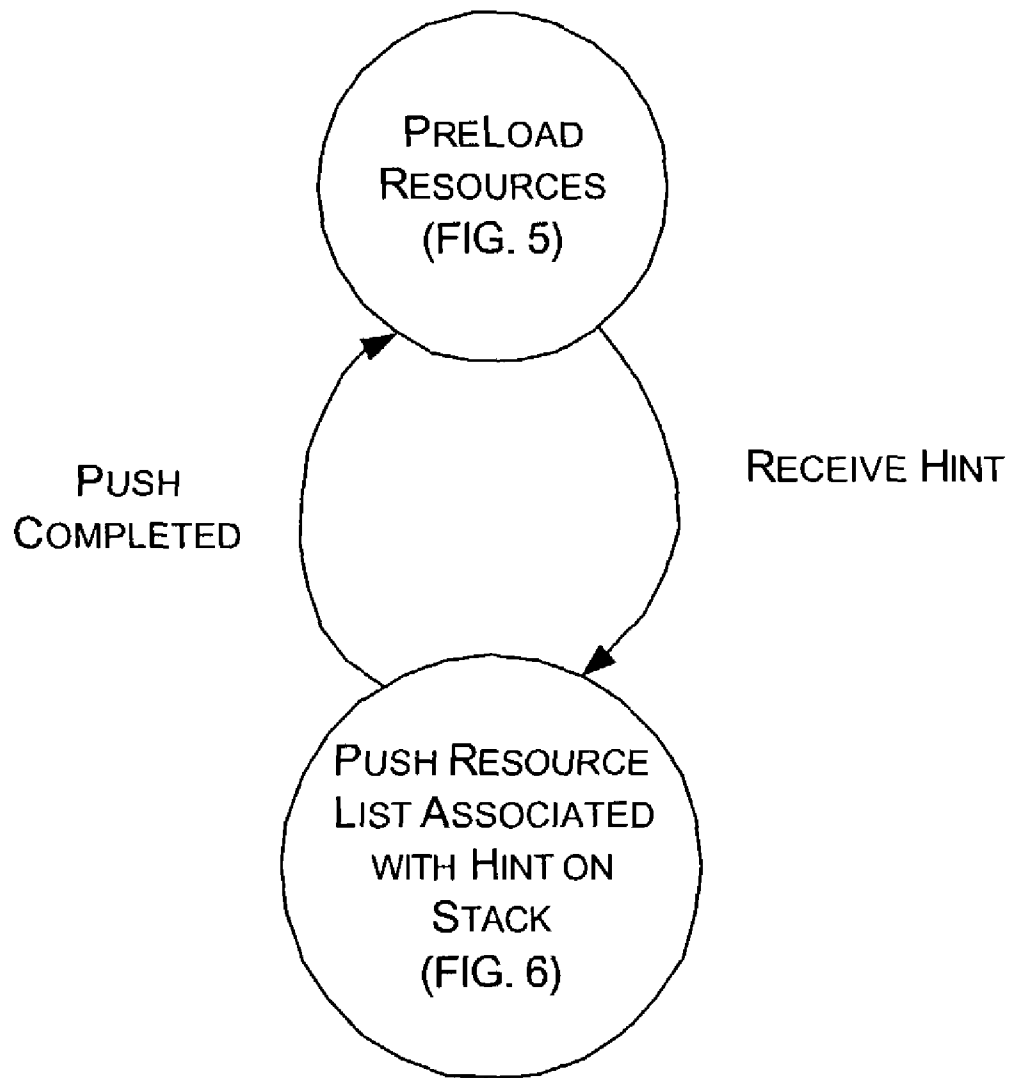 PRELOAD
RESOURCES
(FIG. 5)
PUSH
COMPLETED
RECEIVE HINT
PUSH RESOURCE
LIST ASSOCIATED
WITH HINT ON
STACK
(FIG. 6)